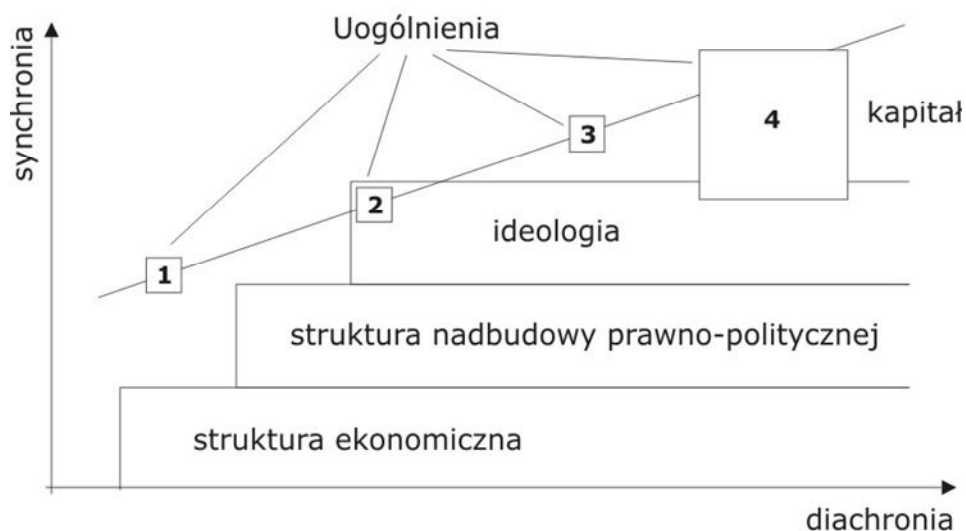 synchronia
Uogólnienia
4
kapitał
3
2
ideologia
1
struktura nadbudowy prawno-politycznej
struktura ekonomiczna
diachronia